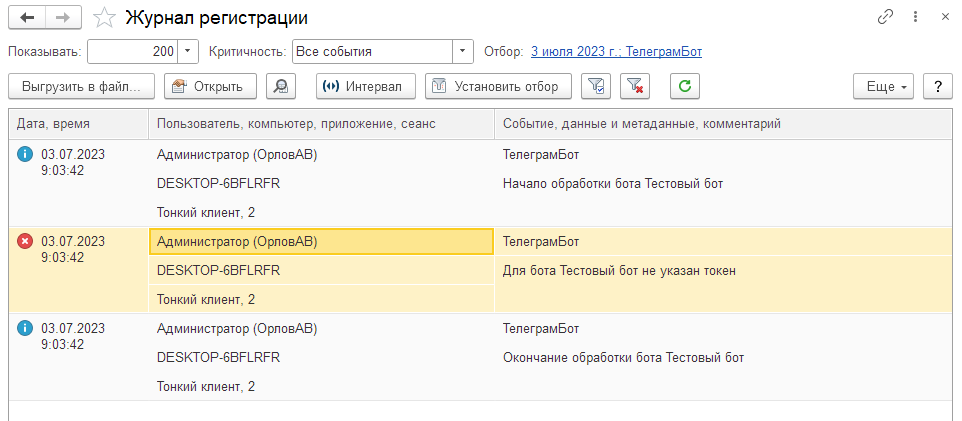 Журнал регистрации
Показывать: 200 Критичность: Все события Отбор: 3 июля 2023 г.; ТелеграмБот
Выгрузить в файл... Открыть Интервал Установить отбор Еще ?
Дата, время Пользователь, компьютер, приложение, сеанс Событие, данные и метаданные, комментарий
03.07.2023 Администратор (ОрловАВ) ТелеграмБот
9:03:42
DESKTOP-6BFLRFR Начало обработки бота Тестовый бот
Тонкий клиент, 2
03.07.2023 Администратор (ОрловАВ) ТелеграмБот
9:03:42
DESKTOP-6BFLRFR Для бота Тестовый бот не указан токен
Тонкий клиент, 2
03.07.2023 Администратор (ОрловАВ) ТелеграмБот
9:03:42
DESKTOP-6BFLRFR Окончание обработки бота Тестовый бот
Тонкий клиент, 2